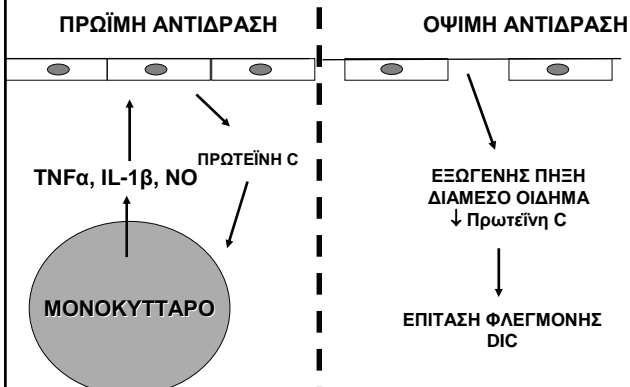 ΠΡΩΪΜΗ ΑΝΤΙΔΡΑΣΗ
ΠΡΩΤΕΪΝΗ C
TNFα, IL-1β, NO
ΜΟΝΟΚΥΤΤΑΡΟ
ΟΨΙΜΗ ΑΝΤΙΔΡΑΣΗ
ΕΞΩΓΕΝΗΣ ΠΗΞΗ
ΔΙΑΜΕΣΟ ΟΙΔΗΜΑ
↓ Πρωτεΐνη C
ΕΠΙΤΑΣΗ ΦΛΕΓΜΟΝΗΣ
DIC